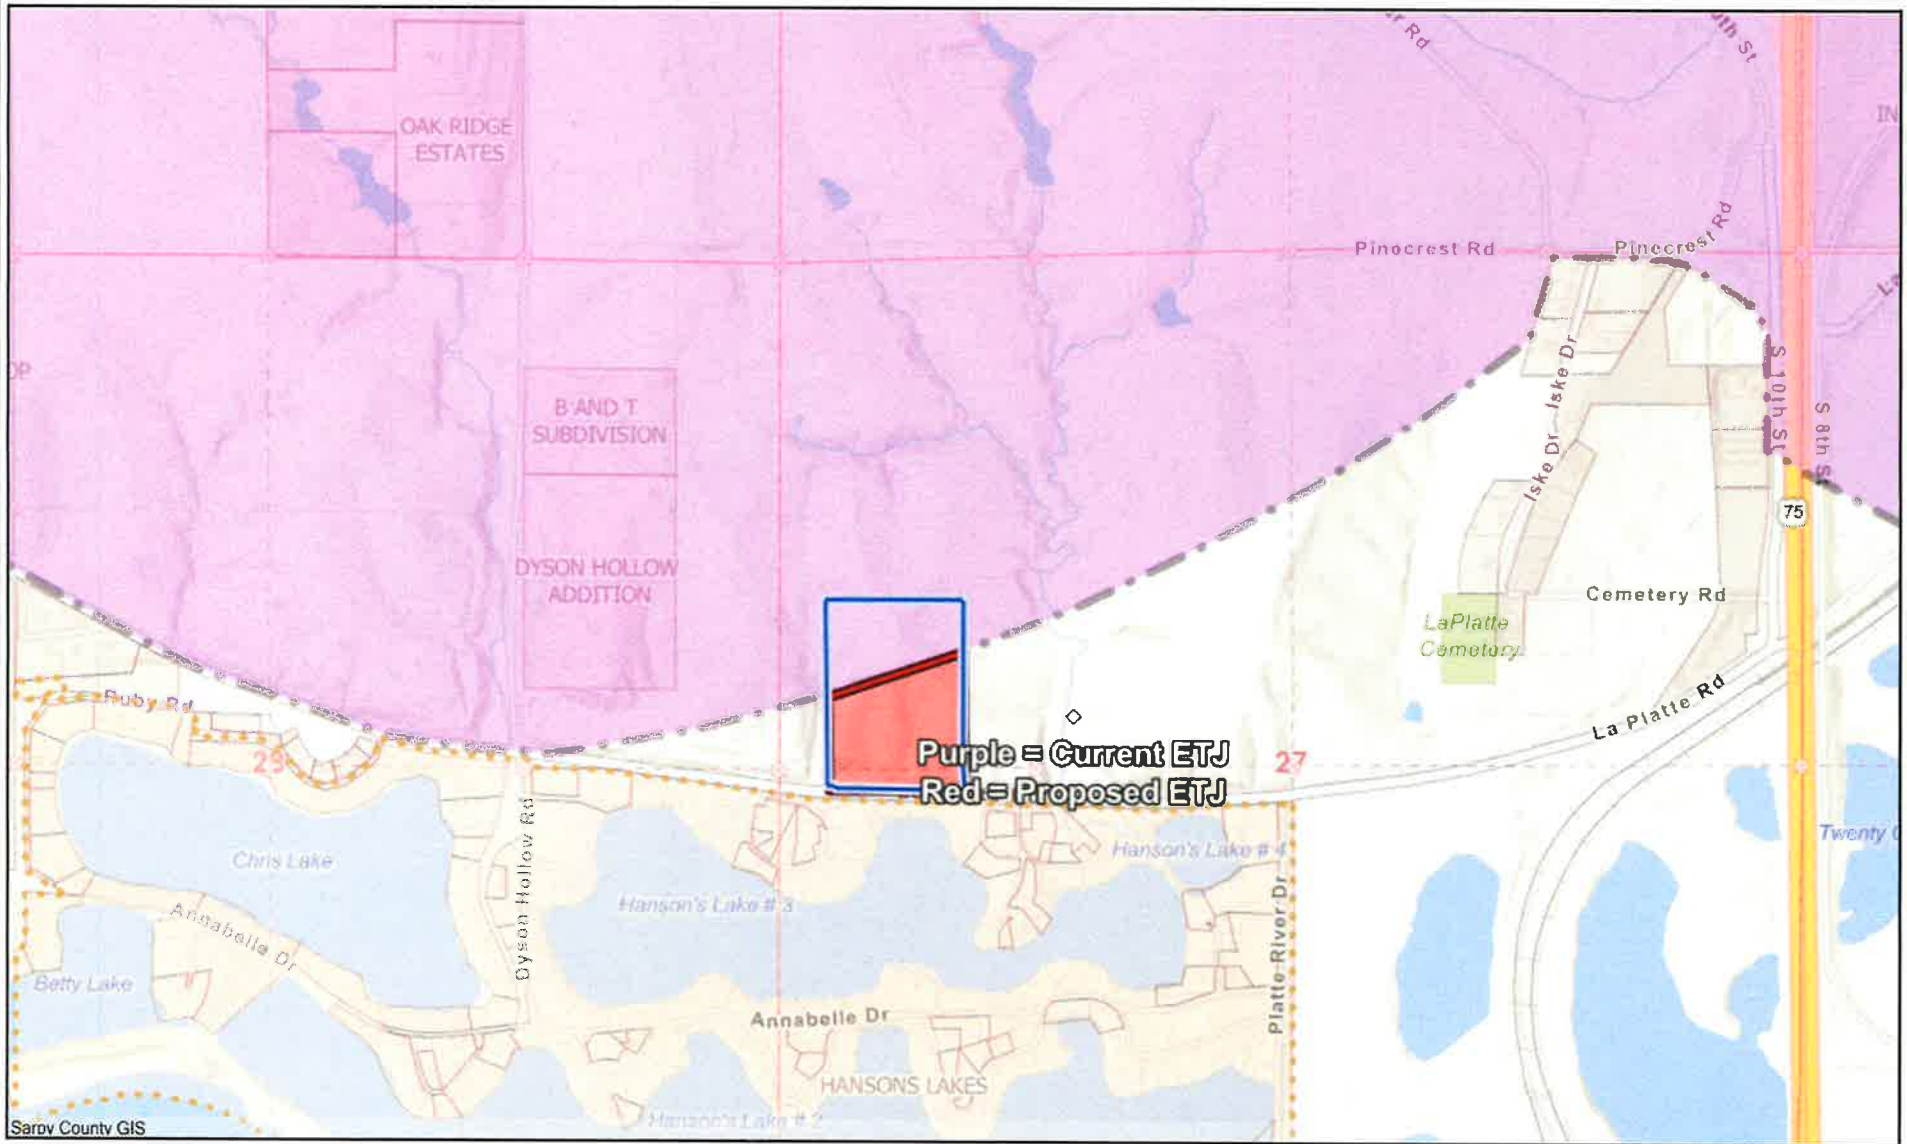 OAK RIDGE
ESTATES
IN
Pinecrest Rd
Pinecrest Rd
B AND T
SUBDIVISION
Iske Dr
Iske Dr
S 10th St
S 8th St
75
DYSON HOLLOW
ADDITION
Cemetery Rd
LaPlatte
Cemetery
Ruby Rd
La Platte Rd
Purple = Current ETJ
27
Red = Proposed ETJ
Dyson Hollow Rd
Chris Lake
Hanson's Lake # 3
Hanson's Lake # 4
Platte River Dr
Annabelle Dr
Betty Lake
Annabelle Dr
HANSONS LAKES
Hanson's Lake # 2
Sarpy County GIS